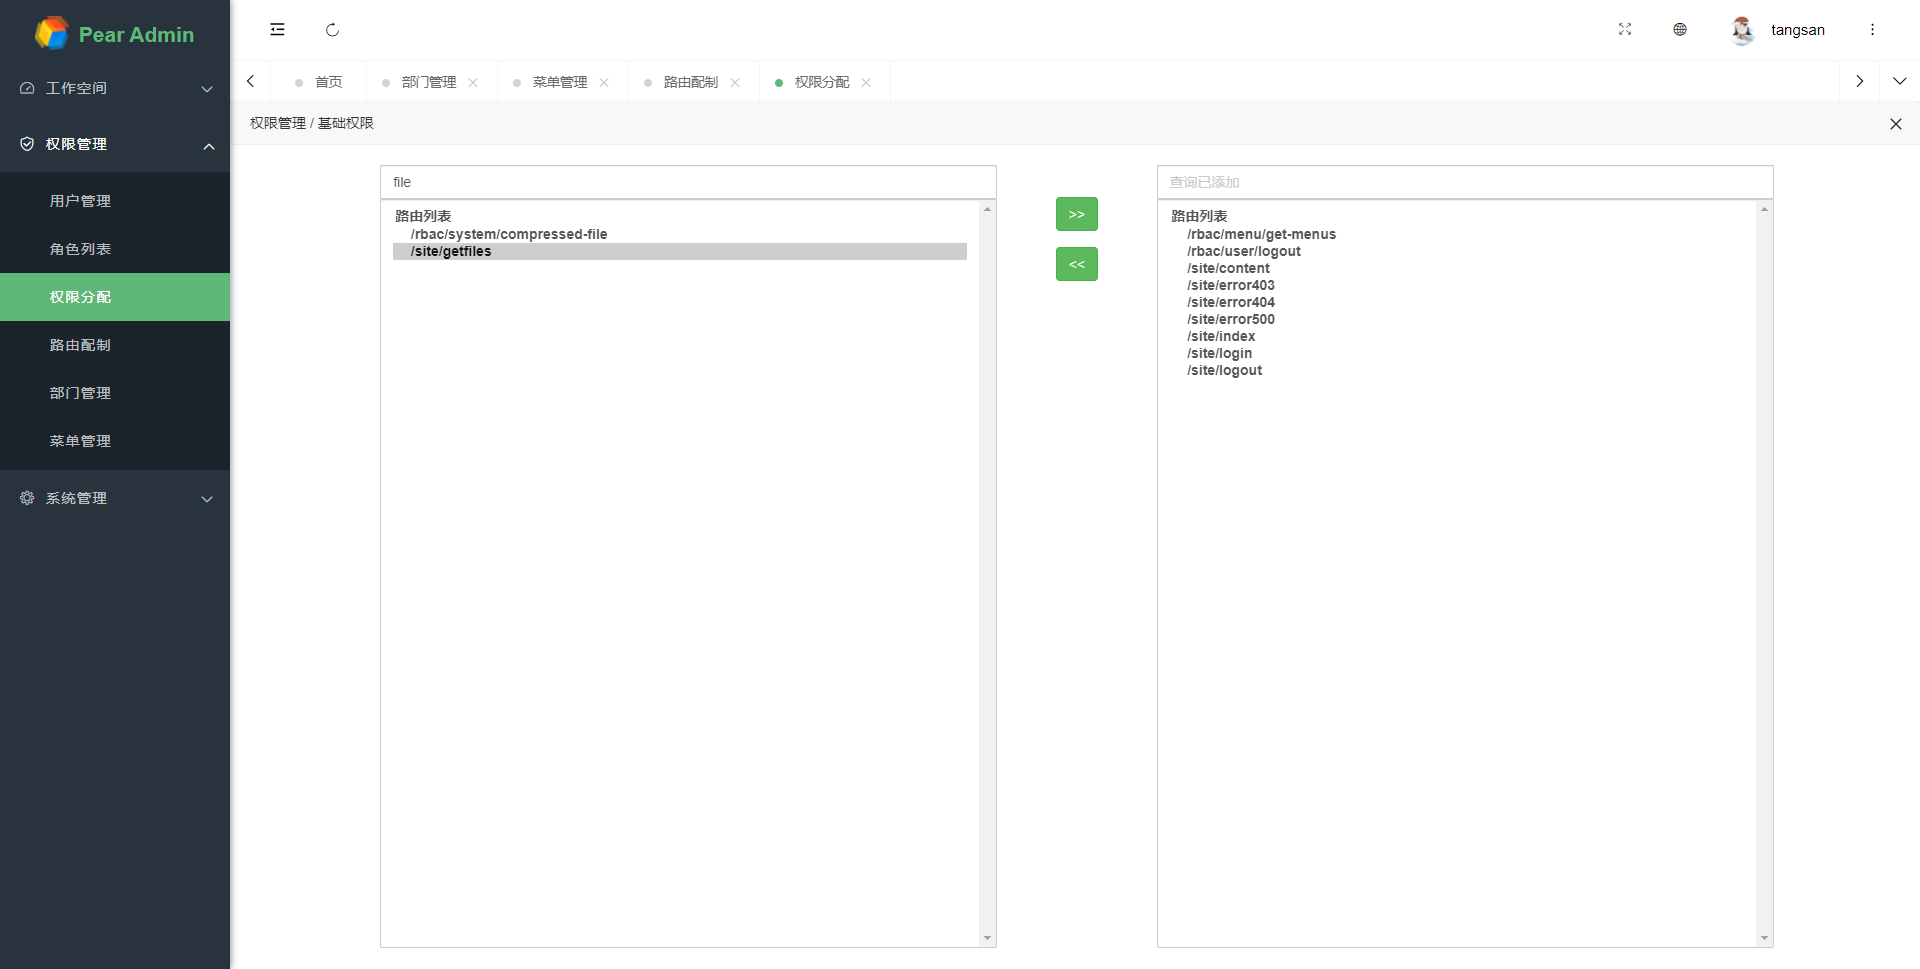 Pear Admin
工作空间
权限管理
用户管理
角色列表
权限分配
路由配制
部门管理
菜单管理
系统管理
tangsan
首页
部门管理
菜单管理
路由配制
权限分配
权限管理 / 基础权限
file
路由列表
/rbac/system/compressed-file
/site/getfiles
>>
<<
查询已添加
路由列表
/rbac/menu/get-menus
/rbac/user/logout
/site/content
/site/error403
/site/error404
/site/error500
/site/index
/site/login
/site/logout